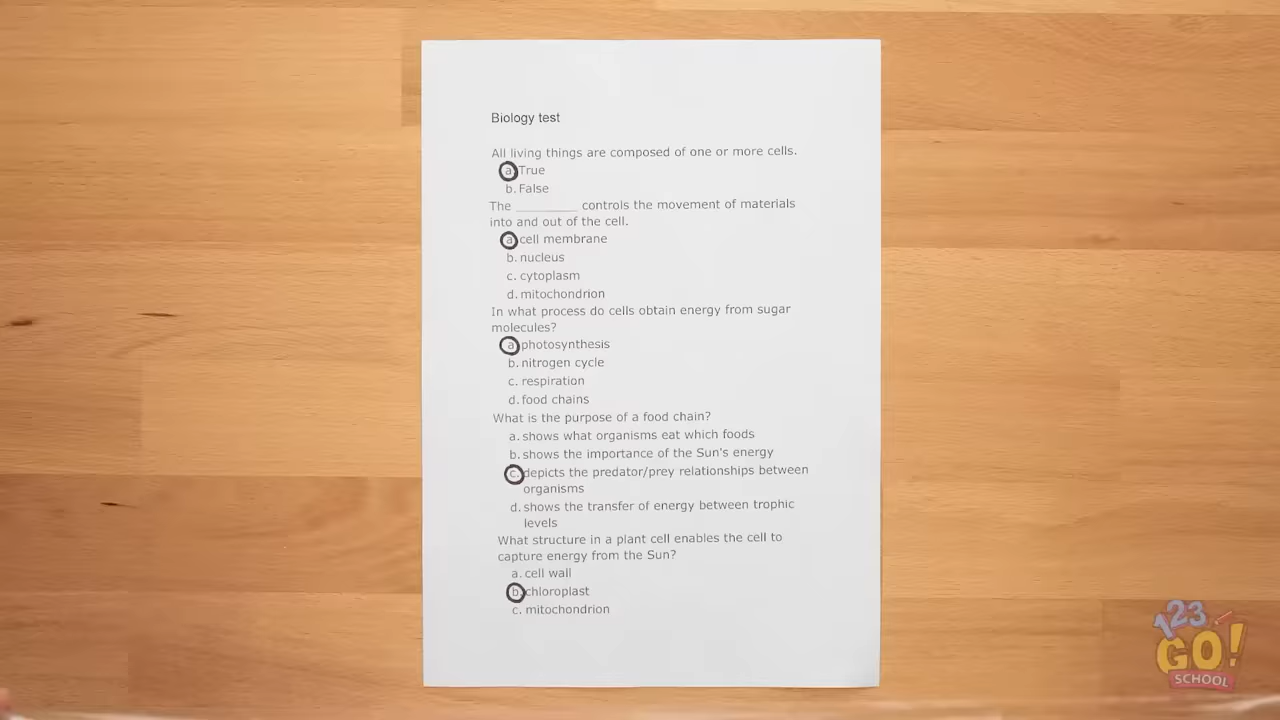 Biology test
All living things are composed of one or more cells.
a. True
b. False
The _________ controls the movement of materials
into and out of the cell.
a. cell membrane
b. nucleus
c. cytoplasm
d. mitochondrion
In what process do cells obtain energy from sugar
molecules?
a. photosynthesis
b. nitrogen cycle
c. respiration
d. food chains
What is the purpose of a food chain?
a. shows what organisms eat which foods
b. shows the importance of the Sun's energy
c. depicts the predator/prey relationships between
organisms
d. shows the transfer of energy between trophic
levels
What structure in a plant cell enables the cell to
capture energy from the Sun?
a. cell wall
b. chloroplast
c. mitochondrion
123
GO!
SCHOOL